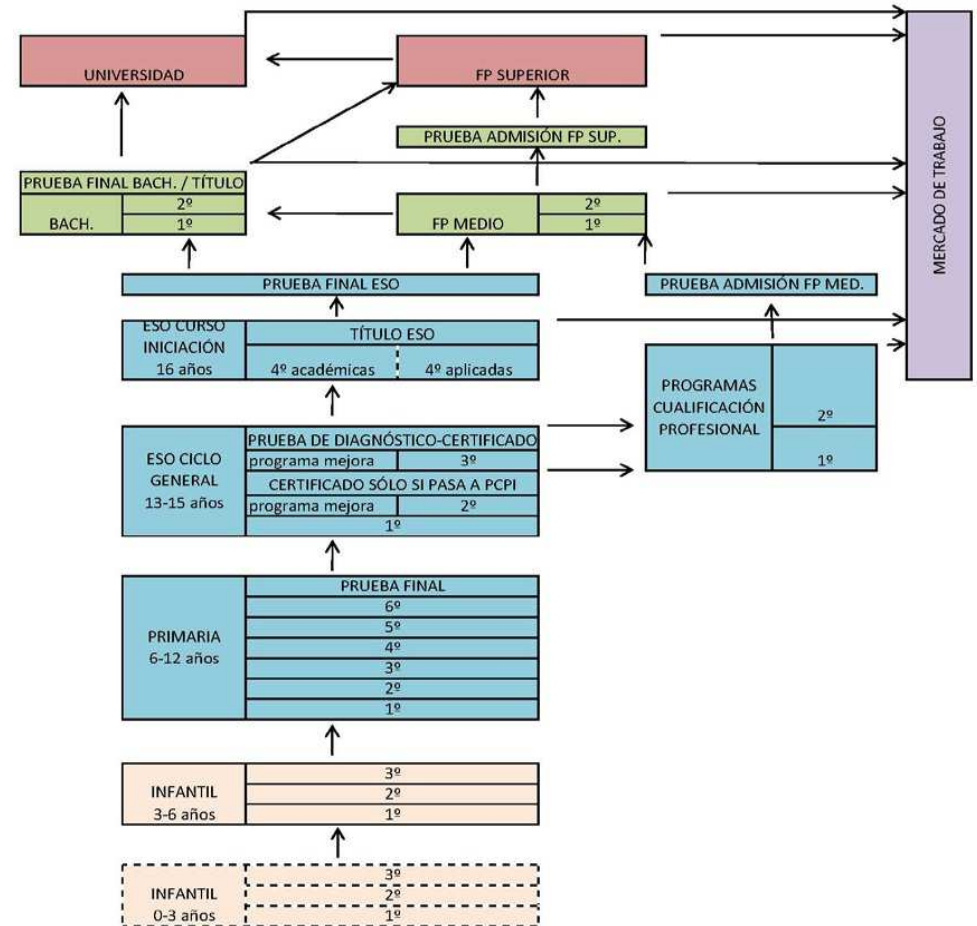 UNIVERSIDAD
FP SUPERIOR
MERCADO DE TRABAJO
PRUEBA ADMISIÓN FP SUP.
PRUEBA FINAL BACH. / TÍTULO
BACH.
2º
1º
FP MEDIO
2º
1º
PRUEBA FINAL ESO
PRUEBA ADMISIÓN FP MED.
ESO CURSO
INICIACIÓN
16 años
TÍTULO ESO
4º académicas
4º aplicadas
PROGRAMAS
CUALIFICACIÓN
PROFESIONAL
2º
1º
ESO CICLO
GENERAL
13-15 años
PRUEBA DE DIAGNÓSTICO-CERTIFICADO
programa mejora
3º
CERTIFICADO SÓLO SI PASA A PCPI
programa mejora
2º
1º
PRIMARIA
6-12 años
PRUEBA FINAL
6º
5º
4º
3º
2º
1º
INFANTIL
3-6 años
3º
2º
1º
INFANTIL
0-3 años
3º
2º
1º